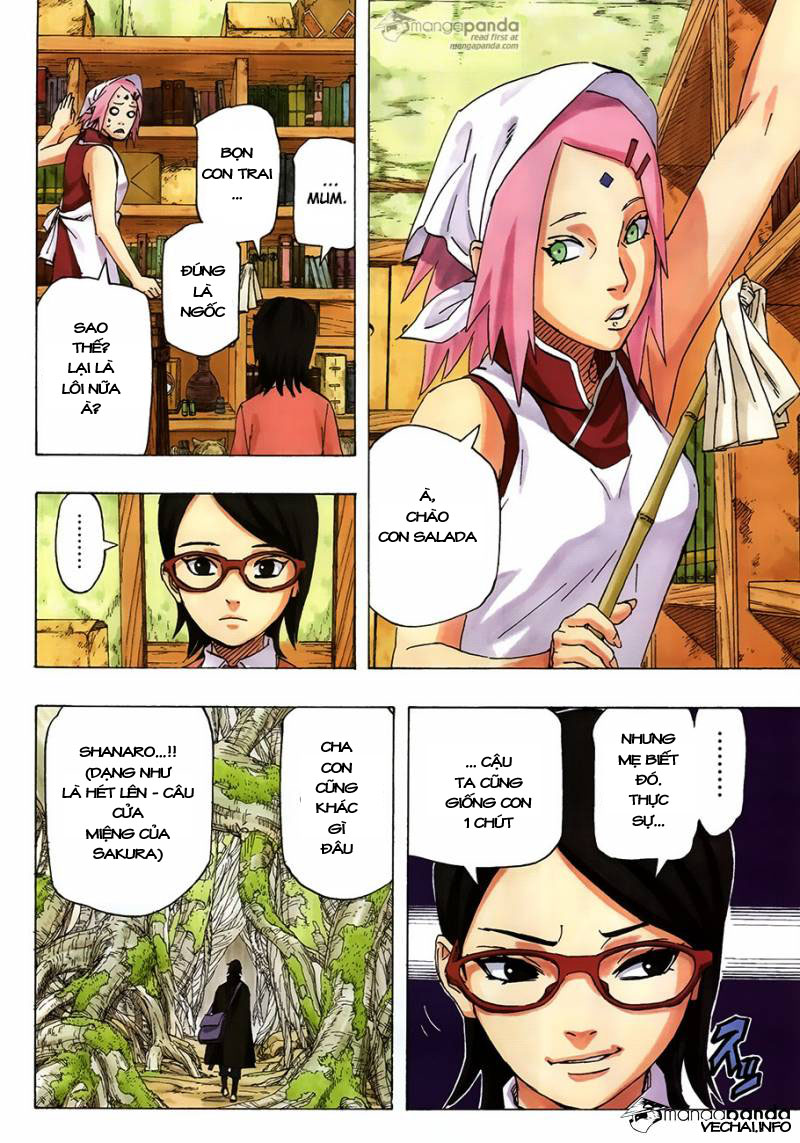 mangapanda
read first at
mangapanda.com
À,
CHÀO
CON SALADA
...
MUM.
BỌN
CON TRAI
...
ĐÚNG
LÀ
NGỐC
SAO
THẾ?
LẠI LÀ
LÔI NỮA
À?
........
........
NHƯNG
MẸ BIẾT
ĐÓ.
THỰC
SỰ...
... CẬU
TA CŨNG
GIỐNG CON
1 CHÚT
CHA
CON
CŨNG
KHÁC
GÌ
ĐÂU
SHANARO...!!
(DẠNG NHƯ
LÀ HÉT LÊN - CÂU
CỬA
MIỆNG CỦA
SAKURA)
mangapanda
VECHAI.INFO